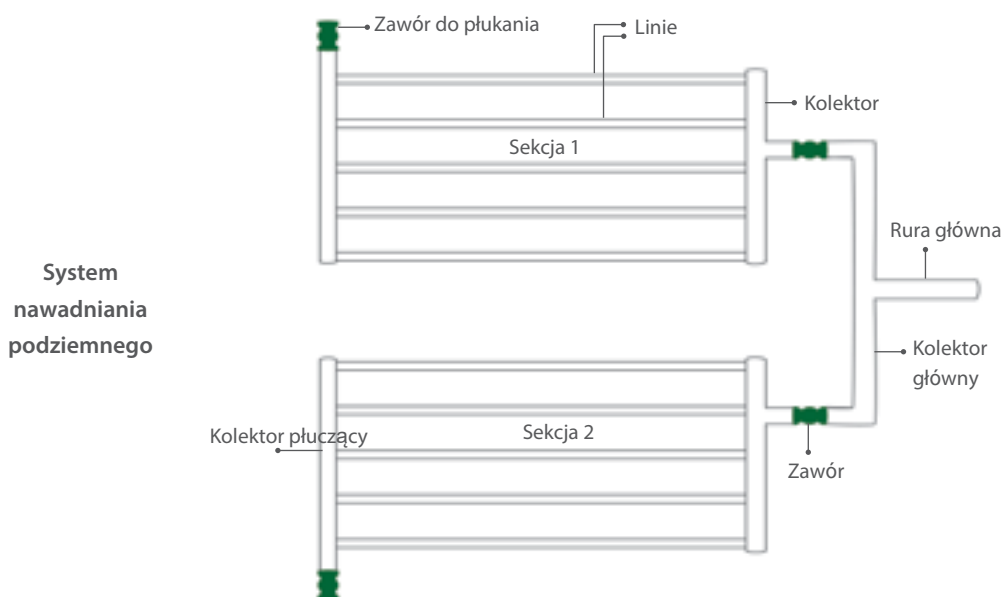 Zawór do płukania
Linie
Kolektor
Sekcja 1
Rura główna
System
nawadniania
podziemnego
Kolektor
główny
Kolektor płuczący
Sekcja 2
Zawór